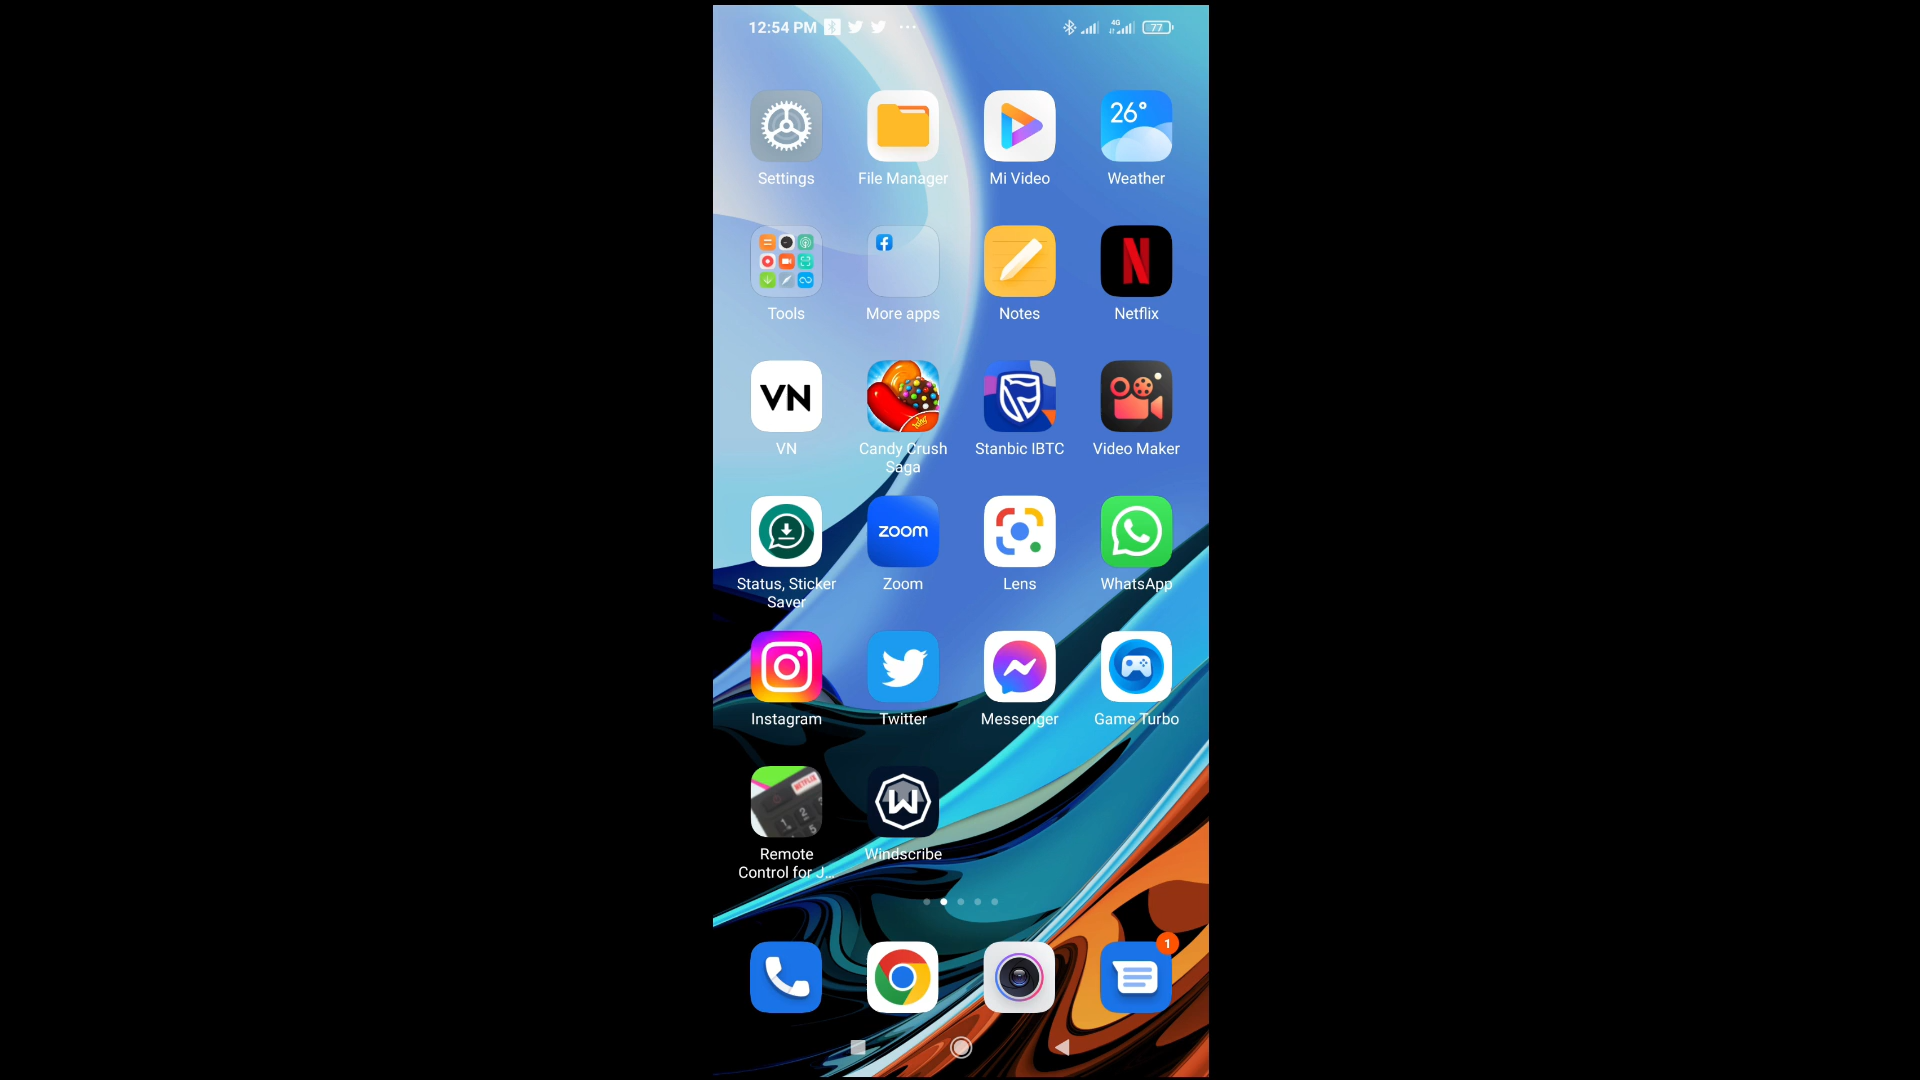 12:54 PM
4G
77
26°
Settings
File Manager
Mi Video
Weather
Tools
More apps
Notes
Netflix
VN
VN
Candy Crush
Saga
Stanbic IBTC
Video Maker
zoom
Status, Sticker
Saver
Zoom
Lens
WhatsApp
Instagram
Twitter
Messenger
Game Turbo
NETFLIX
Remote
Control for J...
Windscribe
1